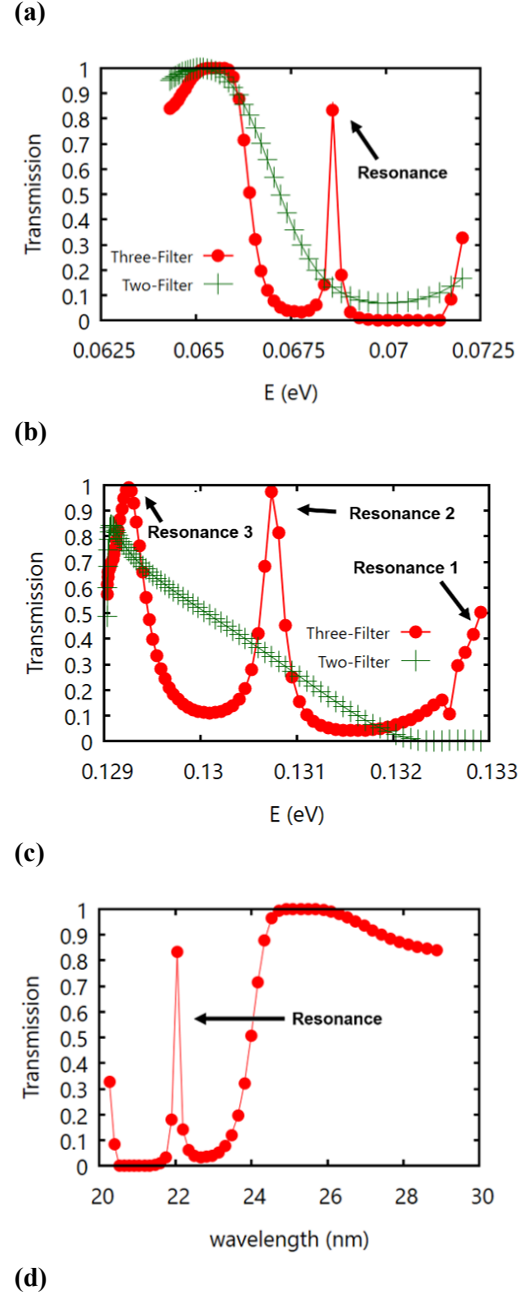 (a)
1
0.9
0.8
0.7
0.6
0.5
0.4
0.3
0.2
0.1
0
Transmission
Resonance
Three-Filter
Two-Filter
0.0625 0.065 0.0675 0.07 0.0725
E (eV)
(b)
1
0.9
0.8
0.7
0.6
0.5
0.4
0.3
0.2
0.1
0
Transmission
Resonance 3
Resonance 2
Resonance 1
Three-Filter
Two-Filter
0.129 0.13 0.131 0.132 0.133
E (eV)
(c)
1
0.9
0.8
0.7
0.6
0.5
0.4
0.3
0.2
0.1
0
Transmission
Resonance
20 22 24 26 28 30
wavelength (nm)
(d)